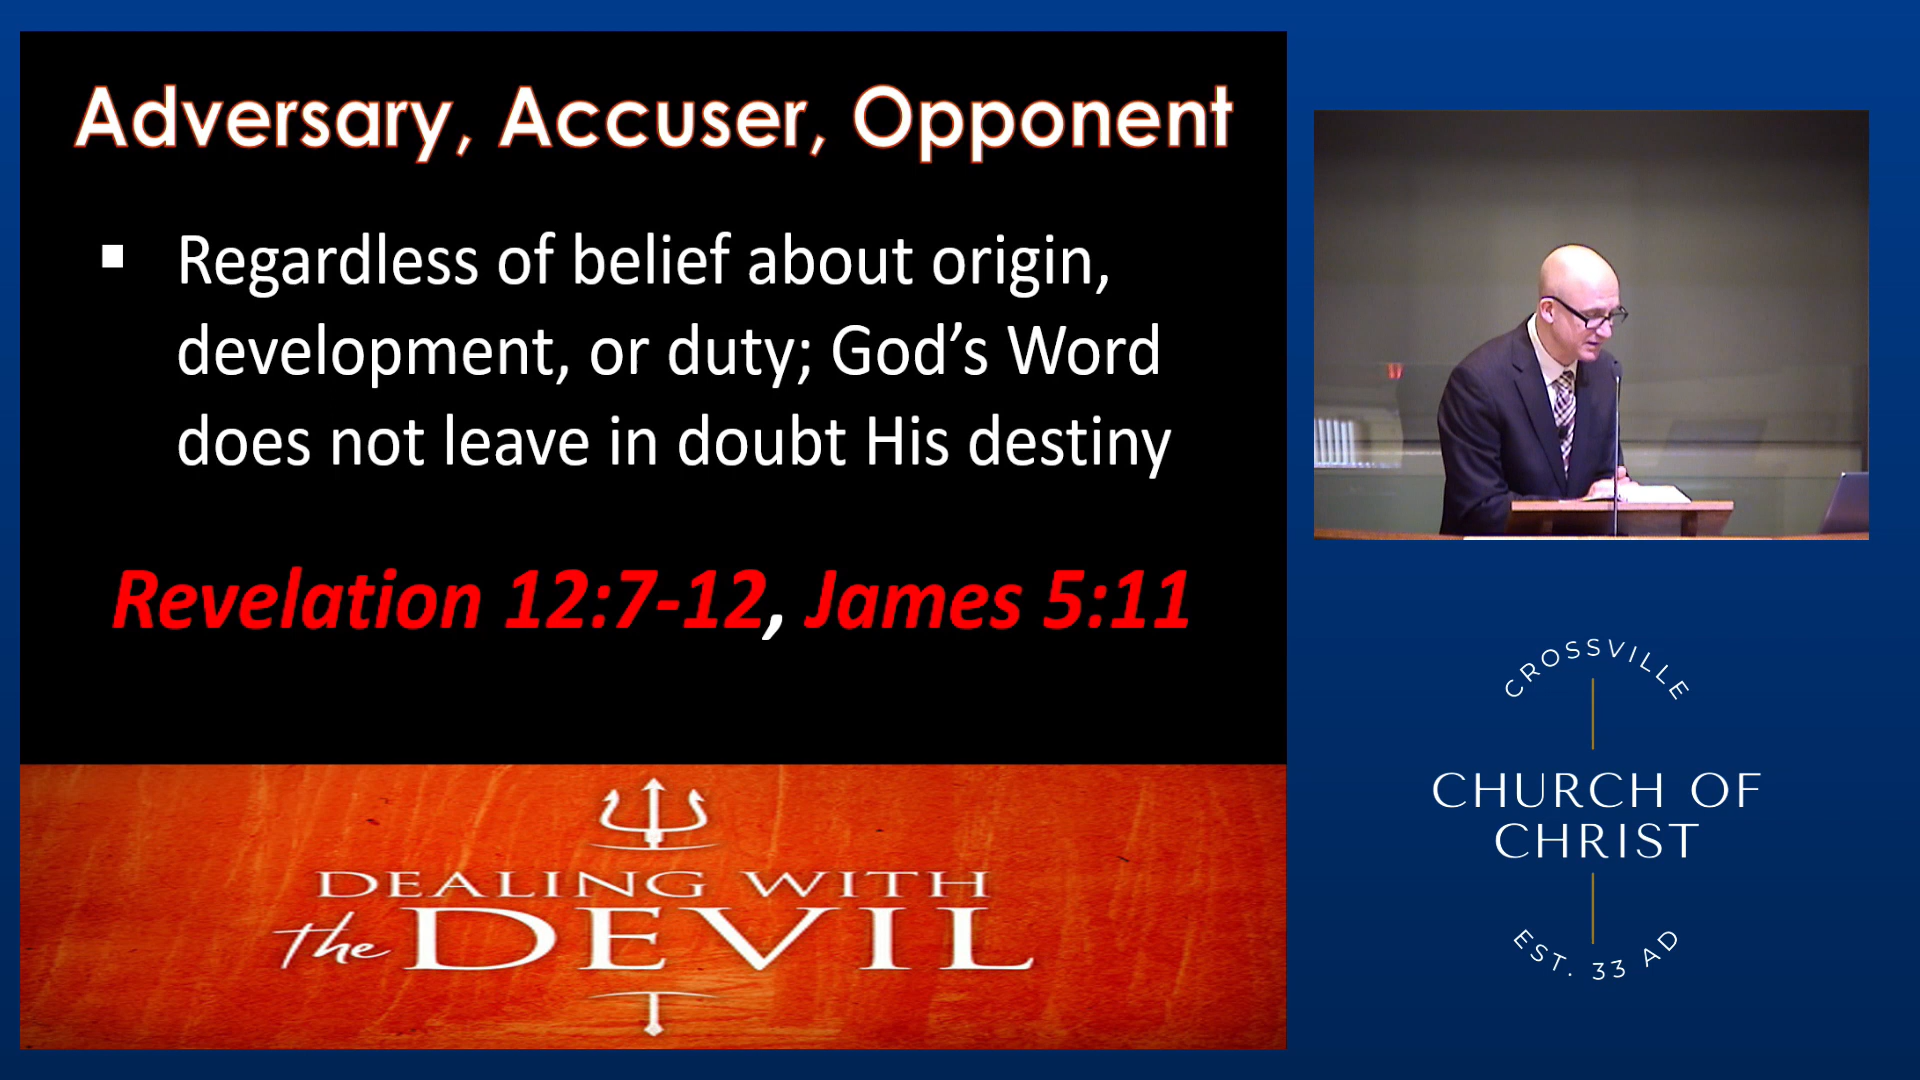 Adversary, Accuser, Opponent
▪ Regardless of belief about origin,
development, or duty; God’s Word
does not leave in doubt His destiny
Revelation 12:7-12, James 5:11
DEALING WITH
the DEVIL
CROSSVILLE
CHURCH OF
CHRIST
EST. 33 AD